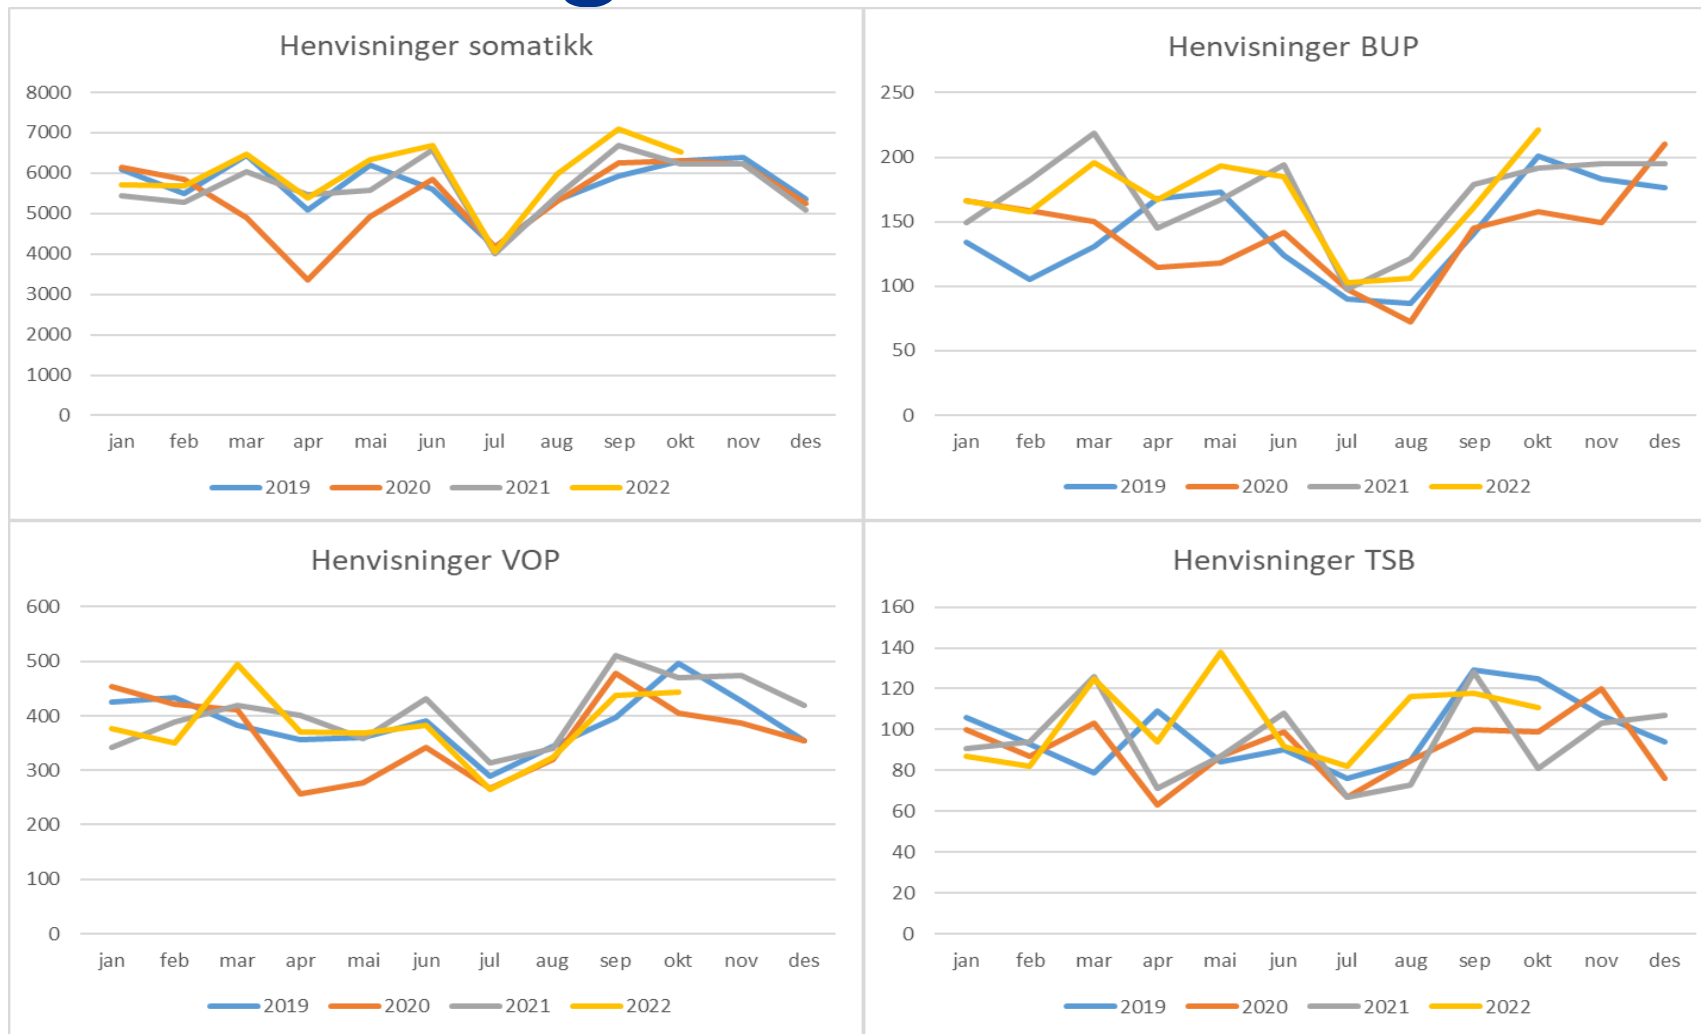 Henvisninger somatikk
8000
7000
6000
5000
4000
3000
2000
1000
0
jan feb mar apr mai jun jul aug sep okt nov des
2019 2020 2021 2022
Henvisninger BUP
250
200
150
100
50
0
jan feb mar apr mai jun jul aug sep okt nov des
2019 2020 2021 2022
Henvisninger VOP
600
500
400
300
200
100
0
jan feb mar apr mai jun jul aug sep okt nov des
2019 2020 2021 2022
Henvisninger TSB
160
140
120
100
80
60
40
20
0
jan feb mar apr mai jun jul aug sep okt nov des
2019 2020 2021 2022